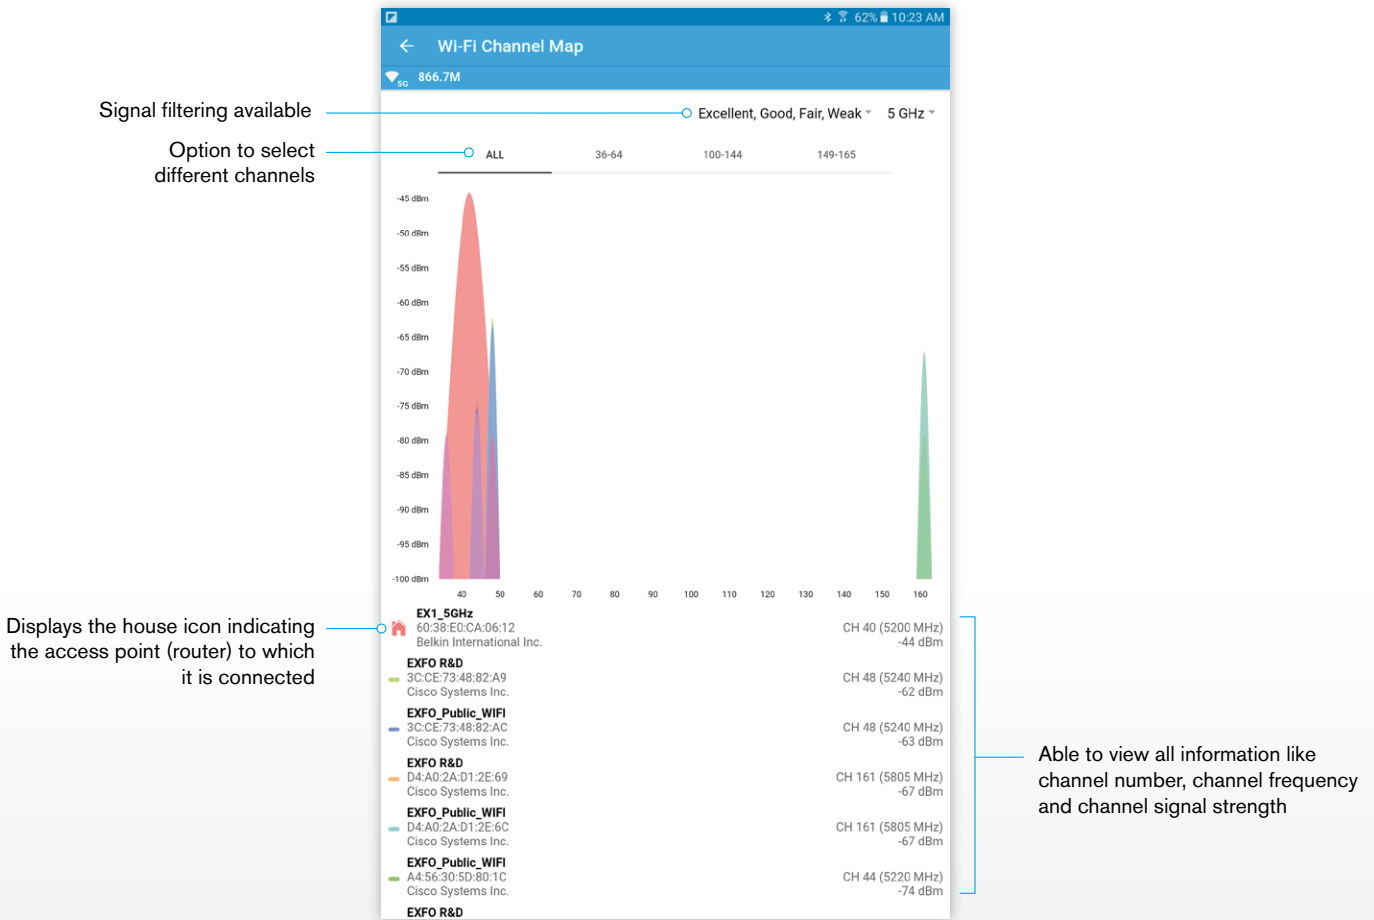 62% 10:23 AM
Wi-Fi Channel Map
5G 866.7M
Signal filtering available
Excellent, Good, Fair, Weak 5 GHz
Option to select
different channels
ALL 36-64 100-144 149-165
-45 dBm
-50 dBm
-55 dBm
-60 dBm
-65 dBm
-70 dBm
-75 dBm
-80 dBm
-85 dBm
-90 dBm
-95 dBm
-100 dBm
40 50 60 70 80 90 100 110 120 130 140 150 160
Displays the house icon indicating
the access point (router) to which
it is connected
EX1_5GHz
60:38:E0:CA:06:12 CH 40 (5200 MHz)
Belkin International Inc. -44 dBm
EXFO R&D
3C:CE:73:48:82:A9 CH 48 (5240 MHz)
Cisco Systems Inc. -62 dBm
EXFO_Public_WIFI
3C:CE:73:48:82:AC CH 48 (5240 MHz)
Cisco Systems Inc. -63 dBm
EXFO R&D
D4:A0:2A:D1:2E:69 CH 161 (5805 MHz)
Cisco Systems Inc. -67 dBm
EXFO_Public_WIFI
D4:A0:2A:D1:2E:6C CH 161 (5805 MHz)
Cisco Systems Inc. -67 dBm
EXFO_Public_WIFI
A4:56:30:5D:80:1C CH 44 (5220 MHz)
Cisco Systems Inc. -74 dBm
EXFO R&D
Able to view all information like
channel number, channel frequency
and channel signal strength